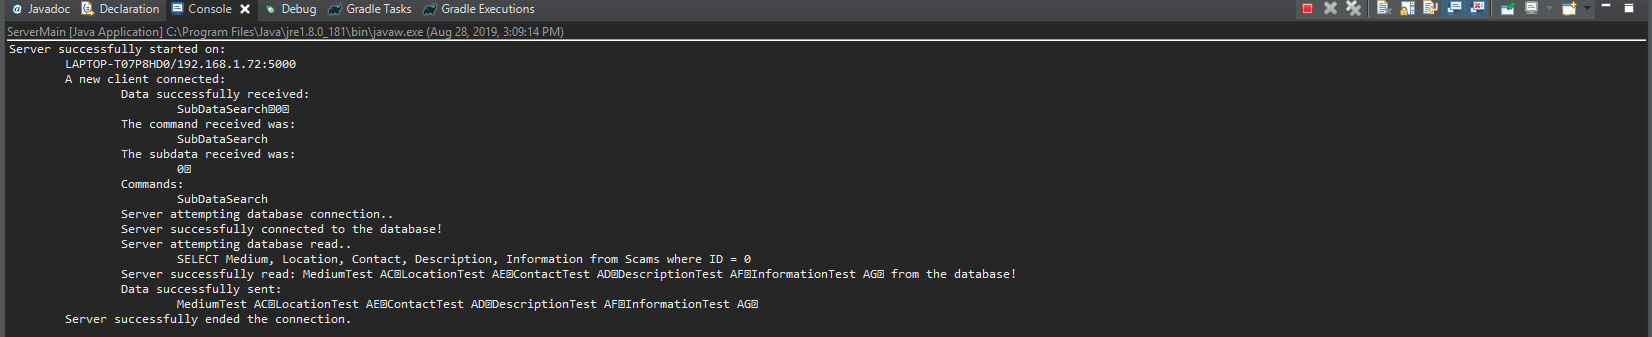 Javadoc Declaration Console Debug Gradle Tasks Gradle Executions
ServerMain [Java Application] C:\Program Files\Java\jre1.8.0_181\bin\javaw.exe (Aug 28, 2019, 3:09:14 PM)
Server successfully started on:
LAPTOP-T07P8HD0/192.168.1.72:5000
A new client connected:
Data successfully received:
SubDataSearch􏿿0􏿿
The command received was:
SubDataSearch
The subdata received was:
0􏿿
Commands:
SubDataSearch
Server attempting database connection..
Server successfully connected to the database!
Server attempting database read..
SELECT Medium, Location, Contact, Description, Information from Scams where ID = 0
Server successfully read: MediumTest AC􏿿LocationTest AE􏿿ContactTest AD􏿿DescriptionTest AF􏿿InformationTest AG􏿿 from the database!
Data successfully sent:
MediumTest AC􏿿LocationTest AE􏿿ContactTest AD􏿿DescriptionTest AF􏿿InformationTest AG􏿿
Server successfully ended the connection.